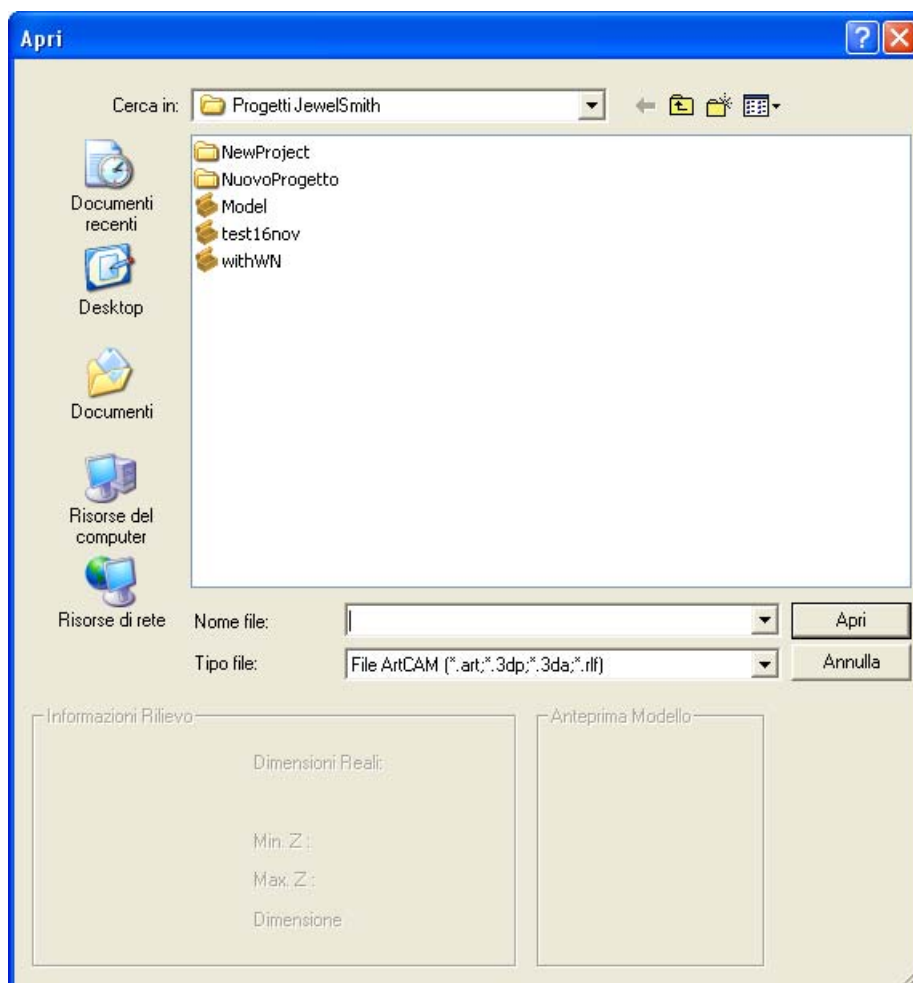 Apri
Cerca in: Progetti JewelSmith
NewProject
NuovoProgetto
Model
test16nov
withWN
Documenti
recenti
Desktop
Documenti
Risorse del
computer
Risorse di rete
Nome file: Apri
Tipo file: File ArtCAM (*.art;*.3dp;*.3da;*.rlf) Annulla
Informazioni Rilievo Anteprima Modello
Dimensioni Reali:
Min. Z :
Max. Z :
Dimensione